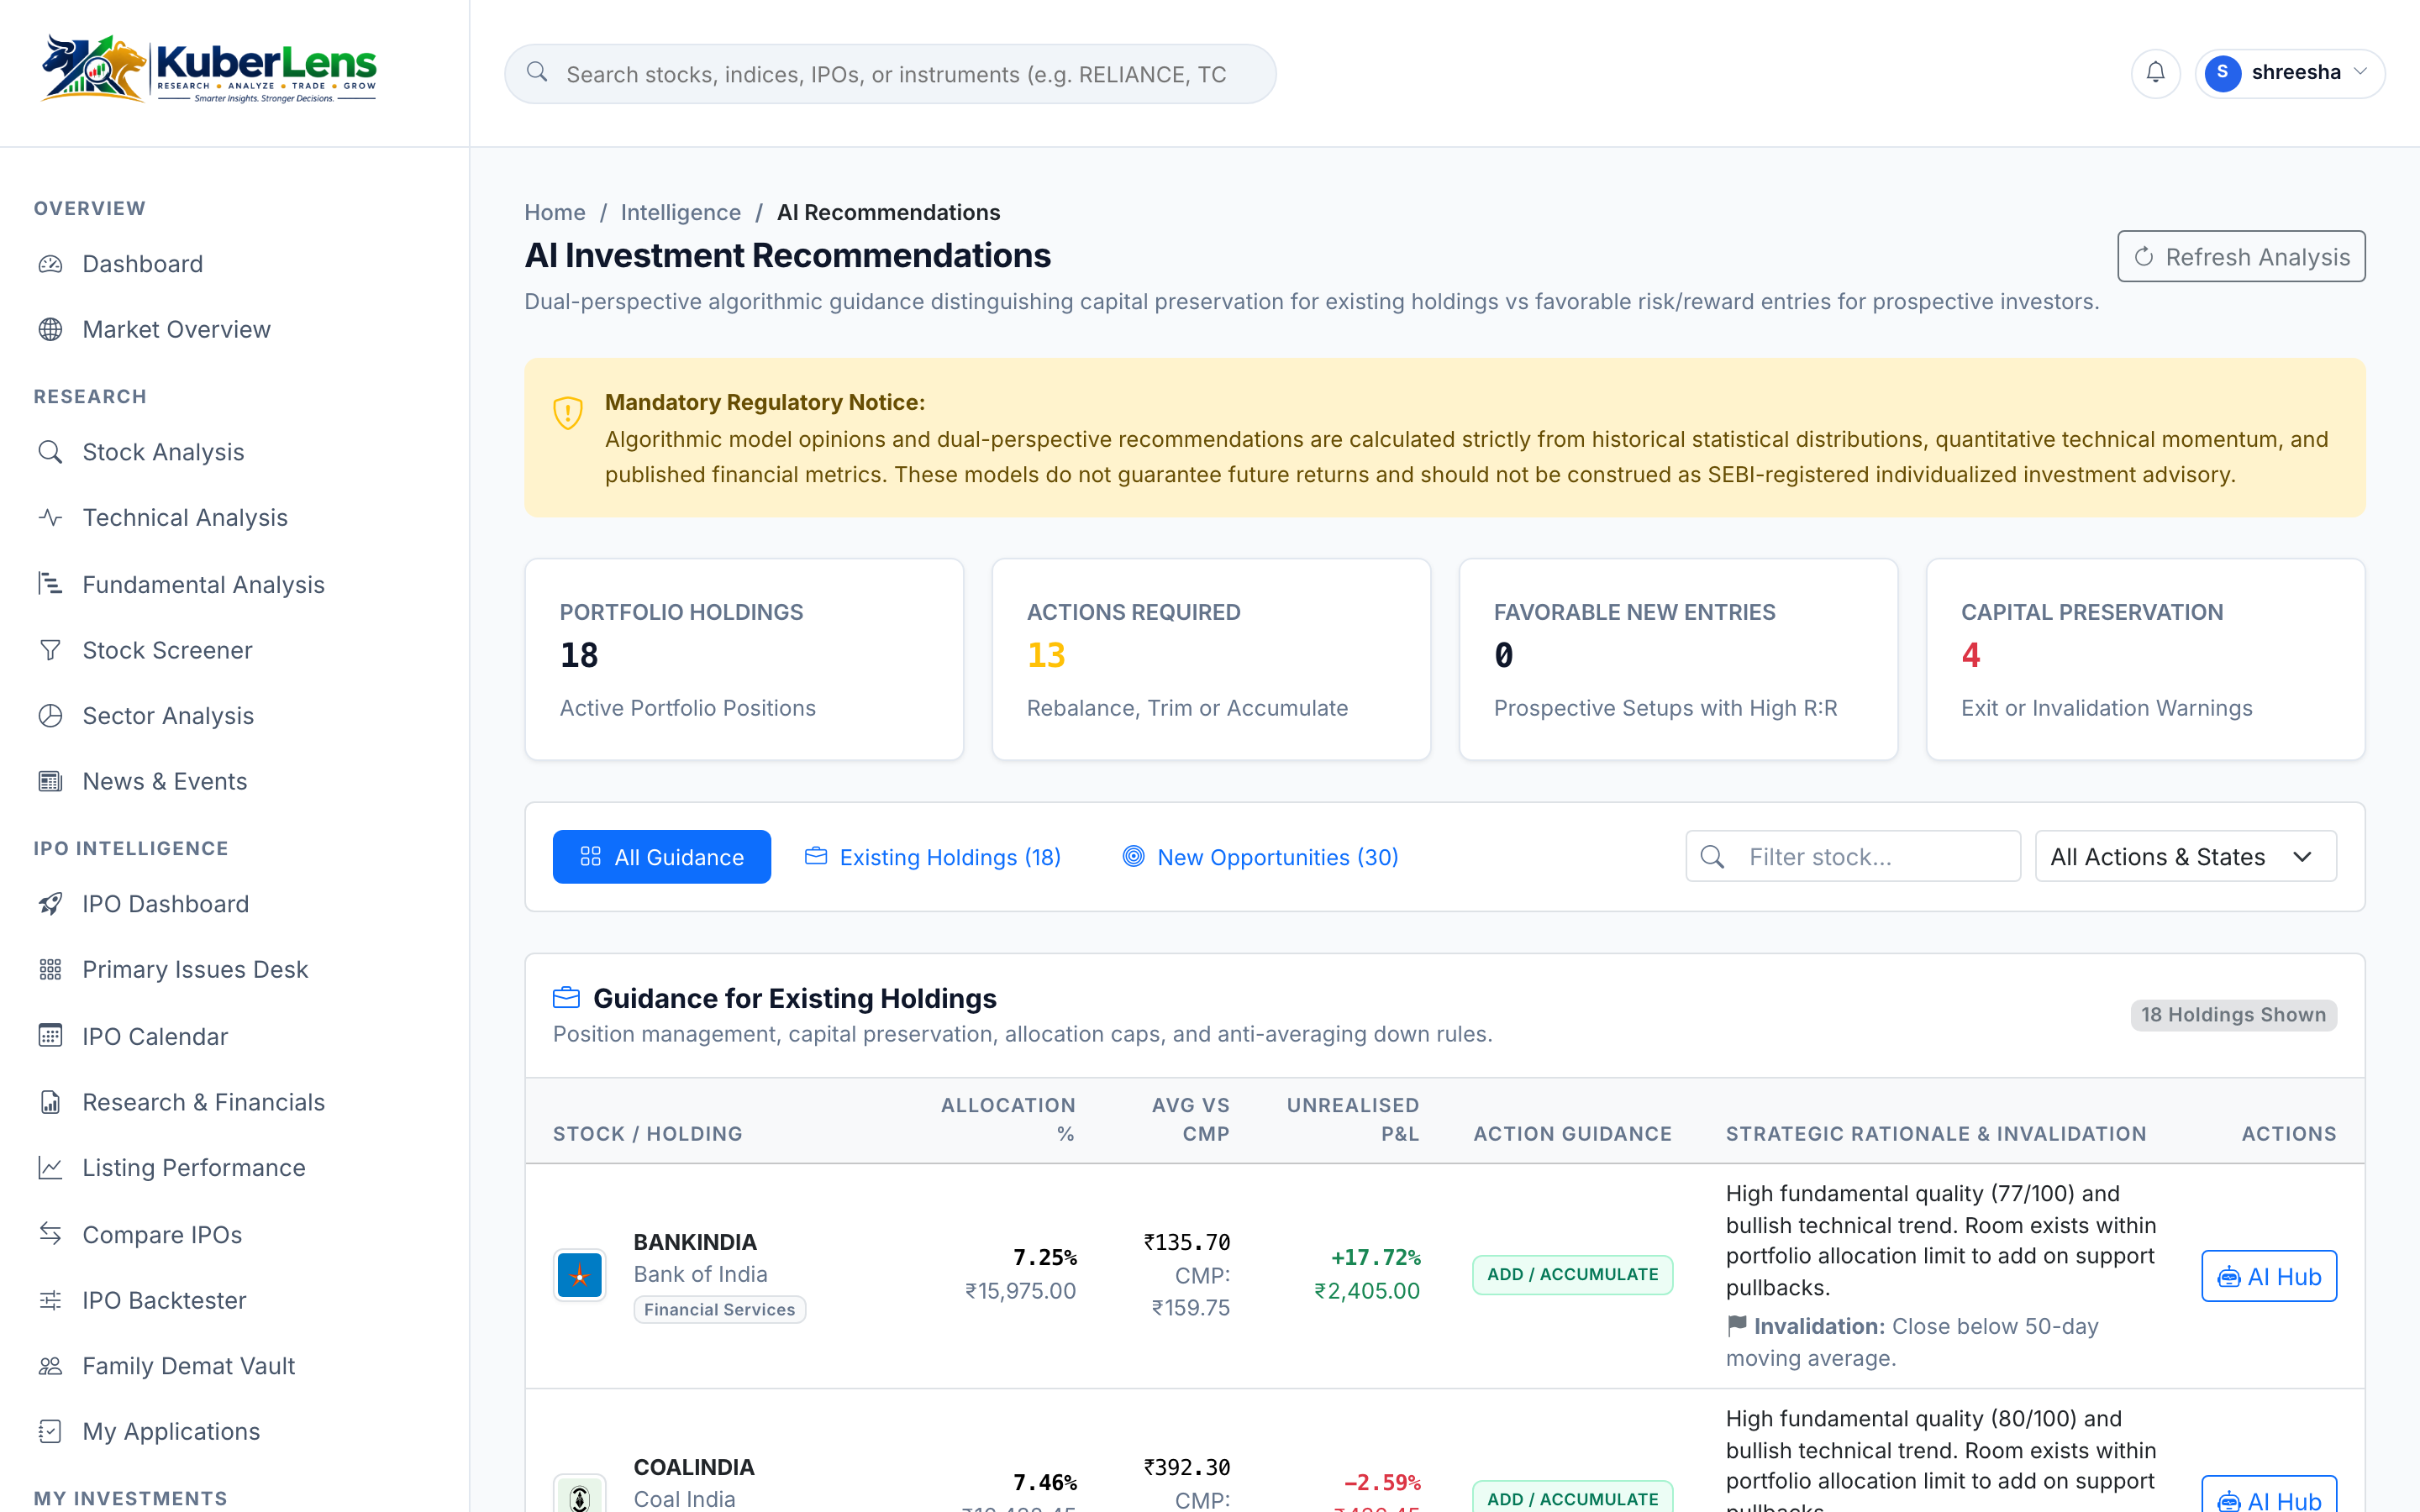 KuberLens
RESEARCH • ANALYZE • TRADE • GROW
Smarter Insights. Stronger Decisions.
Search stocks, indices, IPOs, or instruments (e.g. RELIANCE, TC
S
shreesha
OVERVIEW
Dashboard
Market Overview
RESEARCH
Stock Analysis
Technical Analysis
Fundamental Analysis
Stock Screener
Sector Analysis
News & Events
IPO INTELLIGENCE
IPO Dashboard
Primary Issues Desk
IPO Calendar
Research & Financials
Listing Performance
Compare IPOs
IPO Backtester
Family Demat Vault
My Applications
MY INVESTMENTS
Home / Intelligence / AI Recommendations
AI Investment Recommendations
Refresh Analysis
Dual-perspective algorithmic guidance distinguishing capital preservation for existing holdings vs favorable risk/reward entries for prospective investors.
Mandatory Regulatory Notice:
Algorithmic model opinions and dual-perspective recommendations are calculated strictly from historical statistical distributions, quantitative technical momentum, and
published financial metrics. These models do not guarantee future returns and should not be construed as SEBI-registered individualized investment advisory.
PORTFOLIO HOLDINGS
18
Active Portfolio Positions
ACTIONS REQUIRED
13
Rebalance, Trim or Accumulate
FAVORABLE NEW ENTRIES
0
Prospective Setups with High R:R
CAPITAL PRESERVATION
4
Exit or Invalidation Warnings
All Guidance
Existing Holdings (18)
New Opportunities (30)
Filter stock...
All Actions & States
Guidance for Existing Holdings
Position management, capital preservation, allocation caps, and anti-averaging down rules.
18 Holdings Shown
STOCK / HOLDING
ALLOCATION
%
AVG VS
CMP
UNREALISED
P&L
ACTION GUIDANCE
STRATEGIC RATIONALE & INVALIDATION
ACTIONS
BANKINDIA
Bank of India
Financial Services
7.25%
₹15,975.00
₹135.70
CMP:
₹159.75
+17.72%
₹2,405.00
ADD / ACCUMULATE
High fundamental quality (77/100) and
bullish technical trend. Room exists within
portfolio allocation limit to add on support
pullbacks.
Invalidation: Close below 50-day
moving average.
AI Hub
COALINDIA
Coal India
7.46%
₹392.30
CMP:
−2.59%
ADD / ACCUMULATE
High fundamental quality (80/100) and
bullish technical trend. Room exists within
portfolio allocation limit to add on support
AI Hub